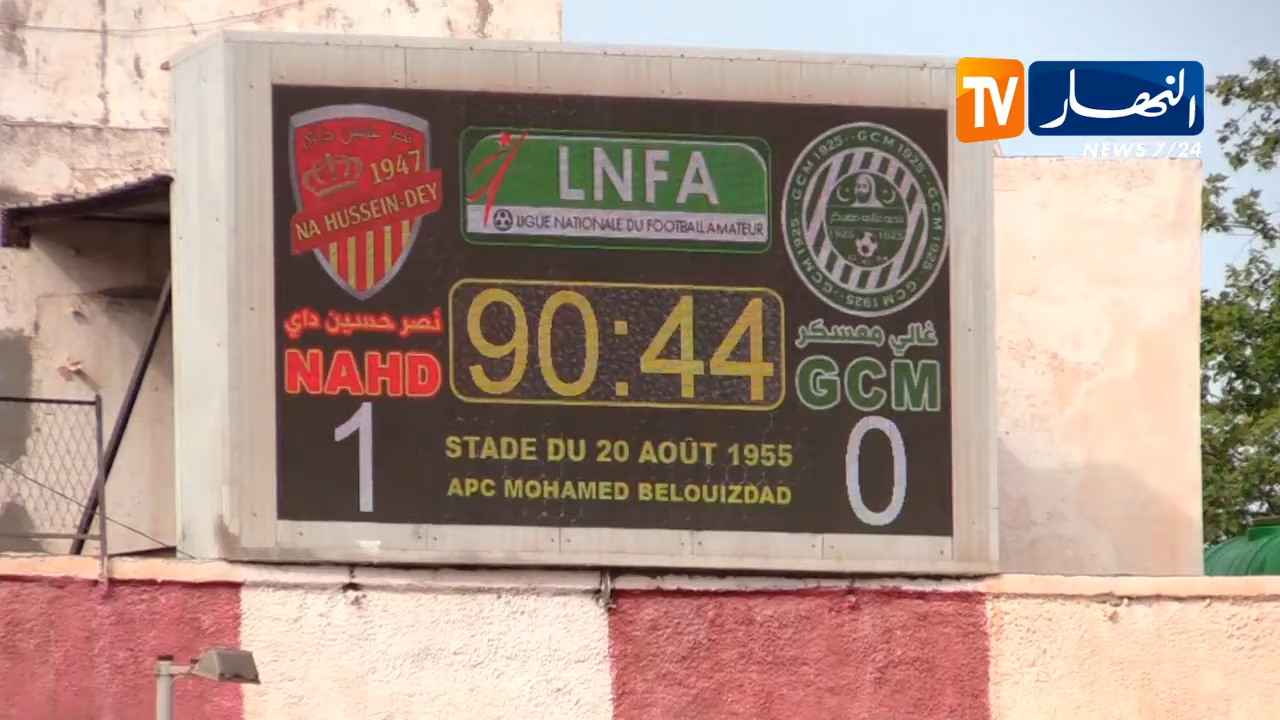 TV النهار
NEWS 7/24
نصر حسين داي
1947
NA HUSSEIN-DEY
LNFA
LIGUE NATIONALE DU FOOTBALL AMATEUR
GCM 1925
1925 1925
نصر حسين داي
NAHD
1
90:44
غالي معسكر
GCM
0
STADE DU 20 AOÛT 1955
APC MOHAMED BELOUIZDAD